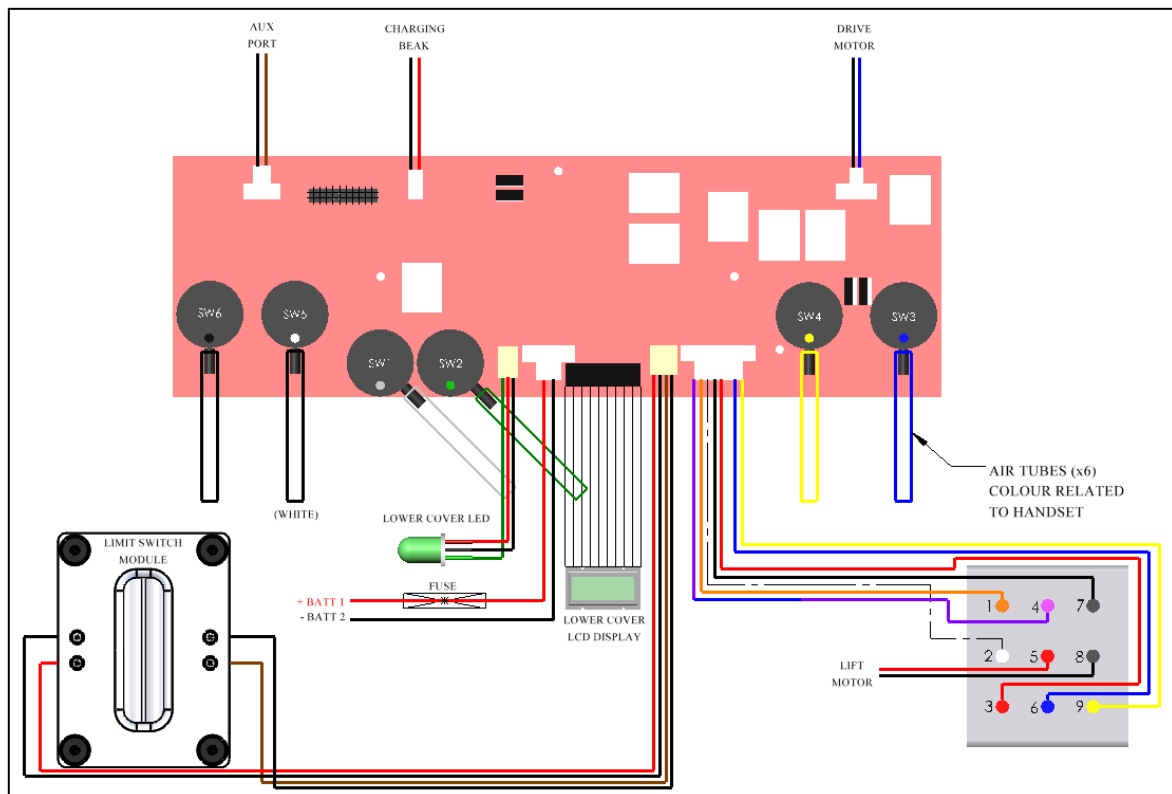 AUX
PORT
CHARGING
BEAK
DRIVE
MOTOR
SW6
SW5
SW1
SW2
SW4
SW3
AIR TUBES (x6)
COLOUR RELATED
TO HANDSET
(WHITE)
LOWER COVER LED
LIMIT SWITCH
MODULE
FUSE
+ BATT 1
- BATT 2
LOWER COVER
LCD DISPLAY
1 4 7
2 5 8
LIFT
MOTOR
3 6 9